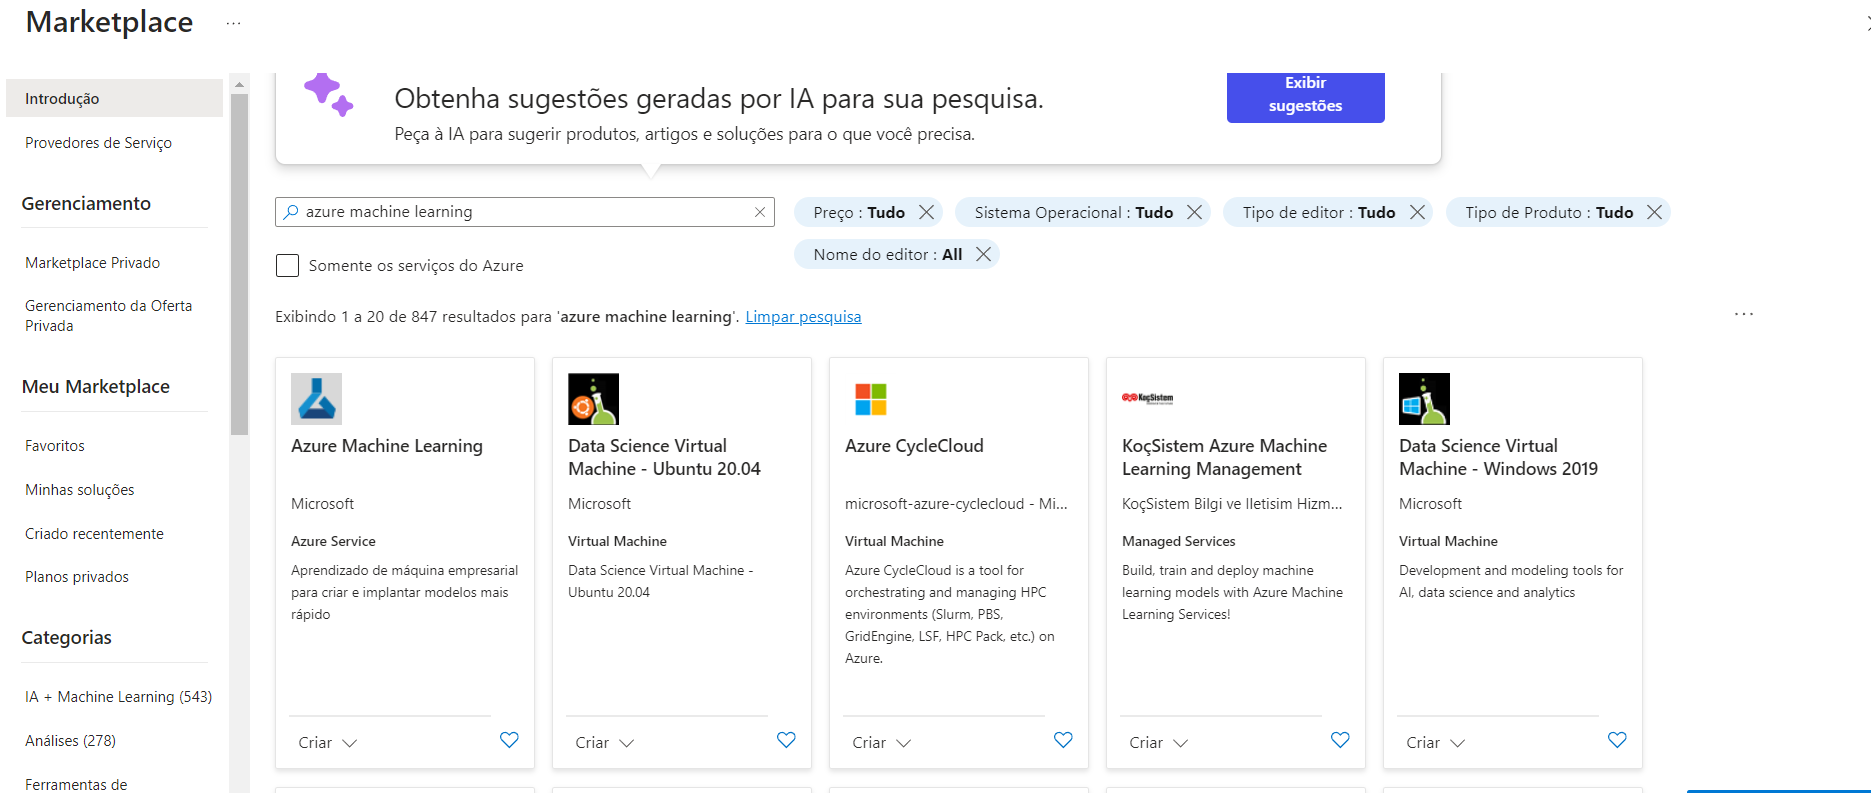 Marketplace ...
Introdução
Provedores de Serviço
Gerenciamento
Marketplace Privado
Gerenciamento da Oferta
Privada
Meu Marketplace
Favoritos
Minhas soluções
Criado recentemente
Planos privados
Categorias
IA + Machine Learning (543)
Análises (278)
Ferramentas de
Obtenha sugestões geradas por IA para sua pesquisa.
Peça à IA para sugerir produtos, artigos e soluções para o que você precisa.
Exibir
sugestões
azure machine learning
Preço : Tudo
Sistema Operacional : Tudo
Tipo de editor : Tudo
Tipo de Produto : Tudo
Nome do editor : All
Somente os serviços do Azure
Exibindo 1 a 20 de 847 resultados para 'azure machine learning'. Limpar pesquisa
...
Azure Machine Learning
Microsoft
Azure Service
Aprendizado de máquina empresarial
para criar e implantar modelos mais
rápido
Criar
Data Science Virtual
Machine - Ubuntu 20.04
Microsoft
Virtual Machine
Data Science Virtual Machine -
Ubuntu 20.04
Criar
Azure CycleCloud
microsoft-azure-cyclecloud - Mi...
Virtual Machine
Azure CycleCloud is a tool for
orchestrating and managing HPC
environments (Slurm, PBS,
GridEngine, LSF, HPC Pack, etc.) on
Azure.
Criar
KoçSistem
KoçSistem Azure Machine
Learning Management
KoçSistem Bilgi ve Iletisim Hizm...
Managed Services
Build, train and deploy machine
learning models with Azure Machine
Learning Services!
Criar
Data Science Virtual
Machine - Windows 2019
Microsoft
Virtual Machine
Development and modeling tools for
AI, data science and analytics
Criar